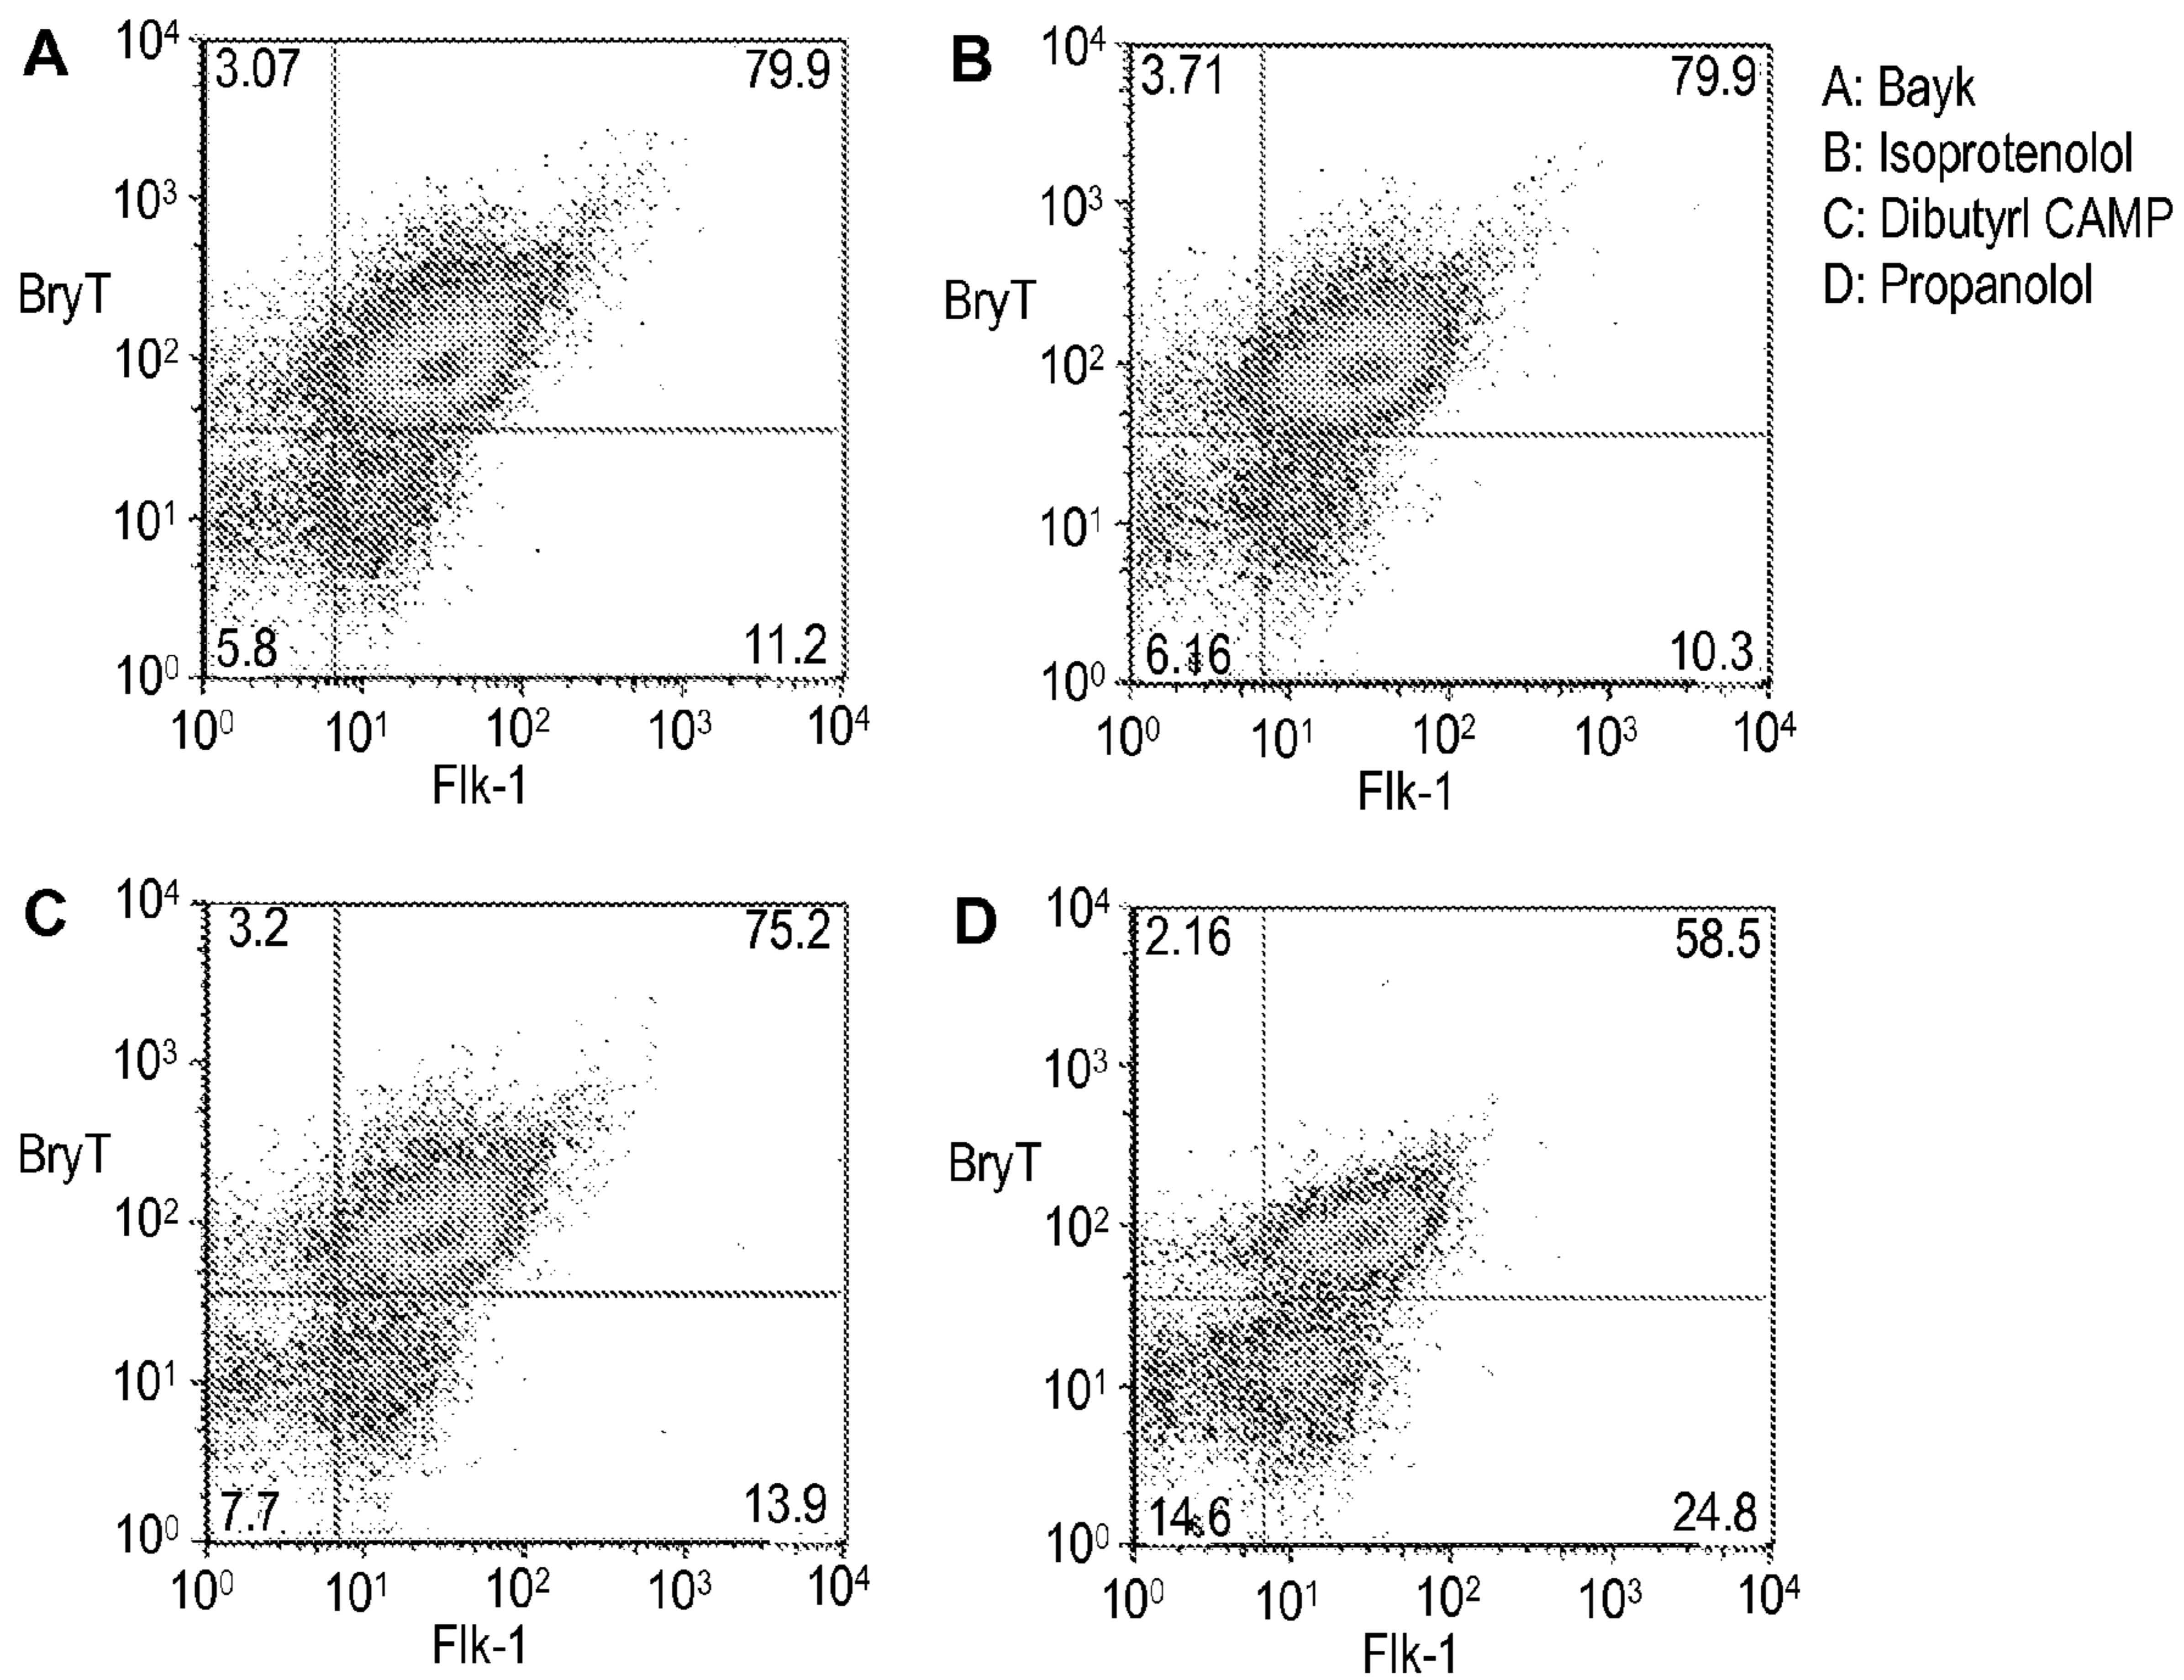 A
10⁴
3.07
79.9
10³
BryT
10²
10¹
5.8
11.2
10⁰
10⁰ 10¹ 10² 10³ 10⁴
Flk-1
B
10⁴
3.71
79.9
10³
BryT
10²
10¹
6.16
10.3
10⁰
10⁰ 10¹ 10² 10³ 10⁴
Flk-1
A: Bayk
B: Isoprotenolol
C: Dibutyrl CAMP
D: Propanolol
C
10⁴
3.2
75.2
10³
BryT
10²
10¹
7.7
13.9
10⁰
10⁰ 10¹ 10² 10³ 10⁴
Flk-1
D
10⁴
2.16
58.5
10³
BryT
10²
10¹
14.6
24.8
10⁰
10⁰ 10¹ 10² 10³ 10⁴
Flk-1